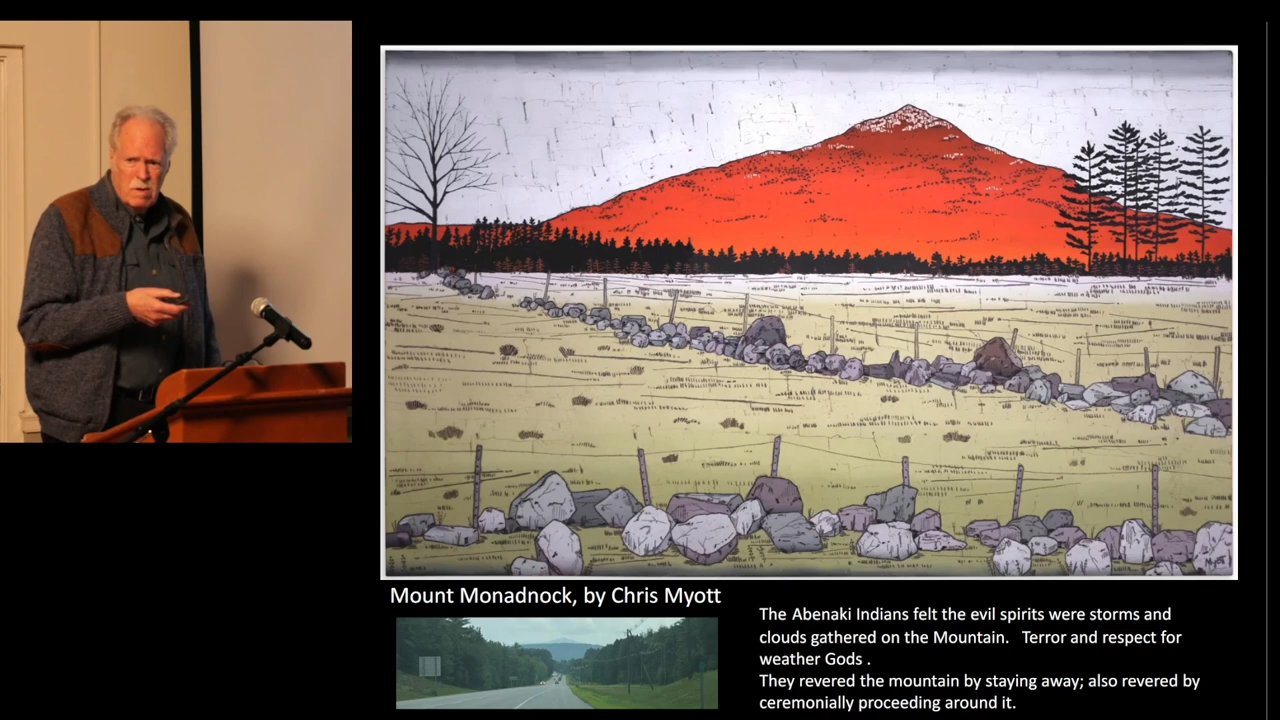 Myott
Mount Monadnock, by Chris Myott
The Abenaki Indians felt the evil spirits were storms and
clouds gathered on the Mountain.   Terror and respect for
weather Gods .
They revered the mountain by staying away; also revered by
ceremonially proceeding around it.